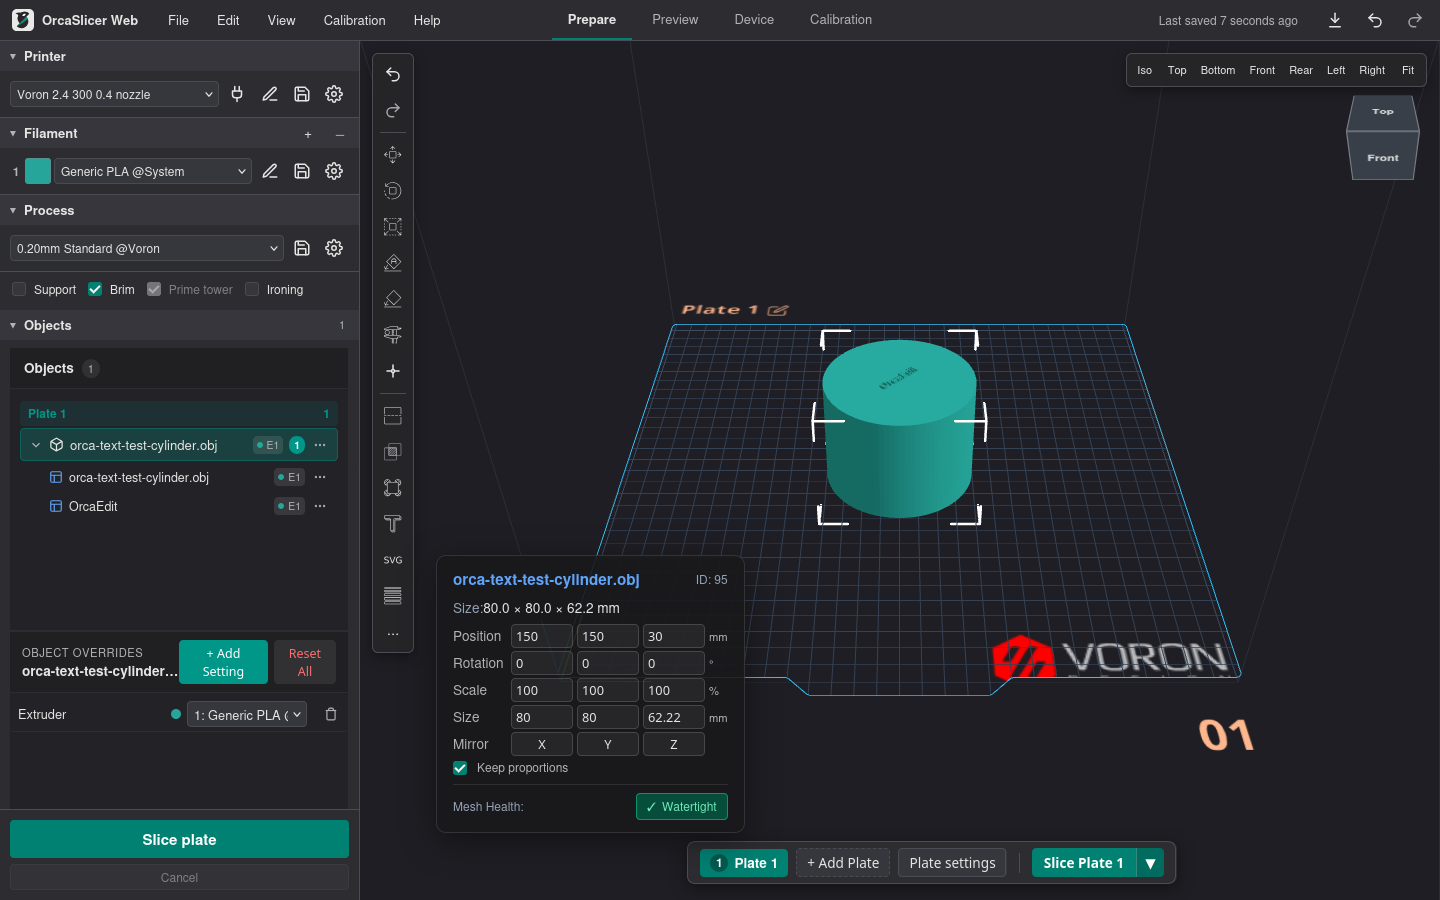 OrcaSlicer Web
File
Edit
View
Calibration
Help
Prepare
Preview
Device
Calibration
Last saved 7 seconds ago
Printer
Voron 2.4 300 0.4 nozzle
Filament
+
–
1
Generic PLA @System
Process
0.20mm Standard @Voron
Support
Brim
Prime tower
Ironing
Objects
1
Objects 1
Plate 1
1
orca-text-test-cylinder.obj
E1
1
orca-text-test-cylinder.obj
E1
OrcaEdit
E1
OBJECT OVERRIDES
orca-text-test-cylinder...
+ Add
Setting
Reset
All
Extruder
1: Generic PLA (
Slice plate
Cancel
SVG
Iso
Top
Bottom
Front
Rear
Left
Right
Fit
Top
Front
Plate 1
VORON
01
orca-text-test-cylinder.obj
ID: 95
Size:80.0 × 80.0 × 62.2 mm
Position 150 150 30 mm
Rotation 0 0 0 °
Scale 100 100 100 %
Size 80 80 62.22 mm
Mirror X Y Z
Keep proportions
Mesh Health:
✓ Watertight
1 Plate 1
+ Add Plate
Plate settings
Slice Plate 1